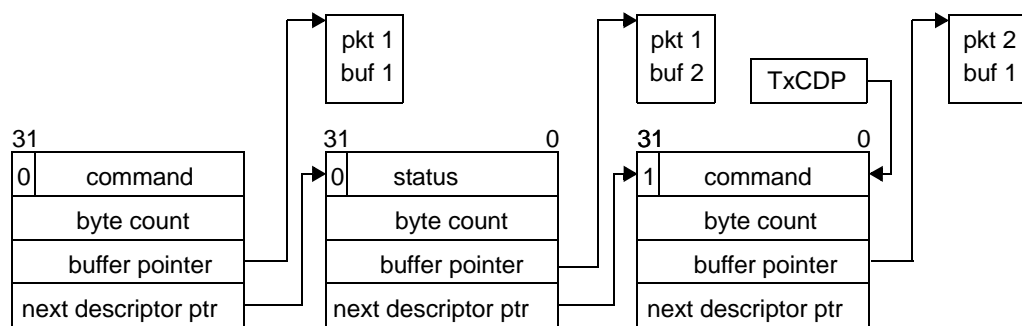 pkt 1
buf 1
pkt 1
buf 2
pkt 2
buf 1
TxCDP
31
31 0
31 0
0 command
byte count
buffer pointer
next descriptor ptr
0 status
byte count
buffer pointer
next descriptor ptr
1 command
byte count
buffer pointer
next descriptor ptr